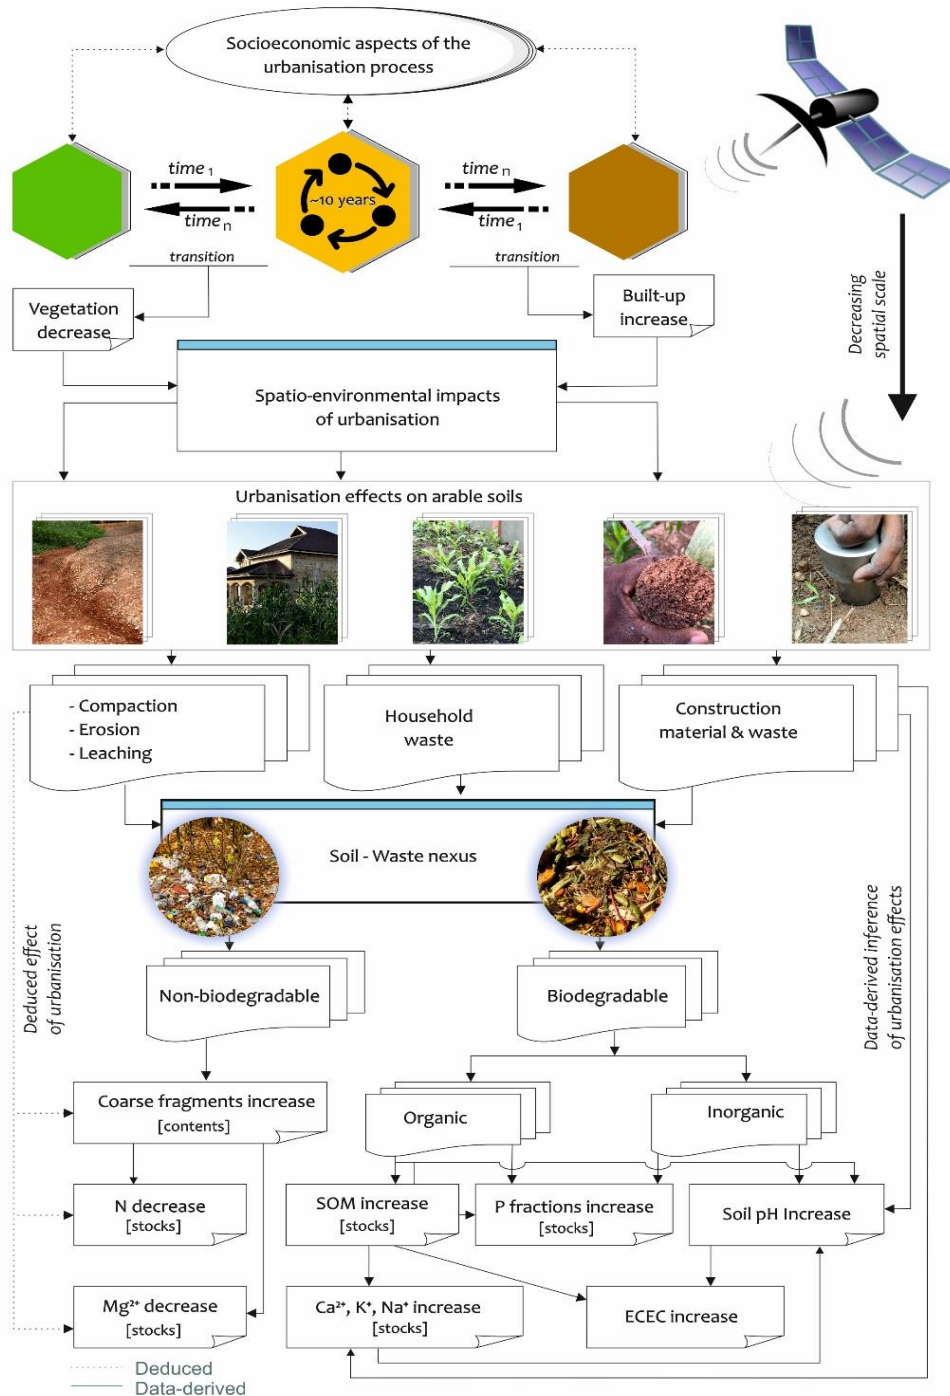 Socioeconomic aspects of the
urbanisation process
time 1
time n
~10 years
time n
time 1
transition
transition
Vegetation
decrease
Built-up
increase
Decreasing
spatial scale
Spatio-environmental impacts
of urbanisation
Urbanisation effects on arable soils
- Compaction
- Erosion
- Leaching
Household
waste
Construction
material & waste
Soil - Waste nexus
Deduced effect
of urbanisation
Data-derived inference
of urbanisation effects
Non-biodegradable
Biodegradable
Coarse fragments increase
[contents]
Organic
Inorganic
N decrease
[stocks]
SOM increase
[stocks]
P fractions increase
[stocks]
Soil pH Increase
Mg²⁺ decrease
[stocks]
Ca²⁺, K⁺, Na⁺ increase
[stocks]
ECEC increase
Deduced
Data-derived